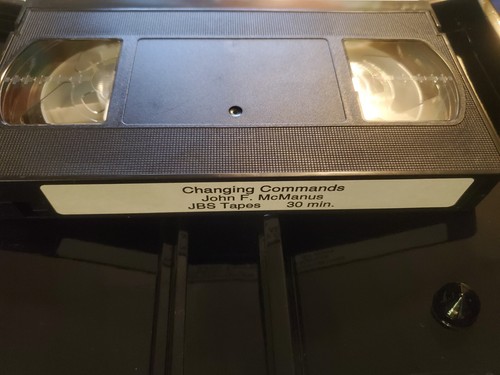 Changing Commands
John F. McManus
JBS Tapes 30 min.